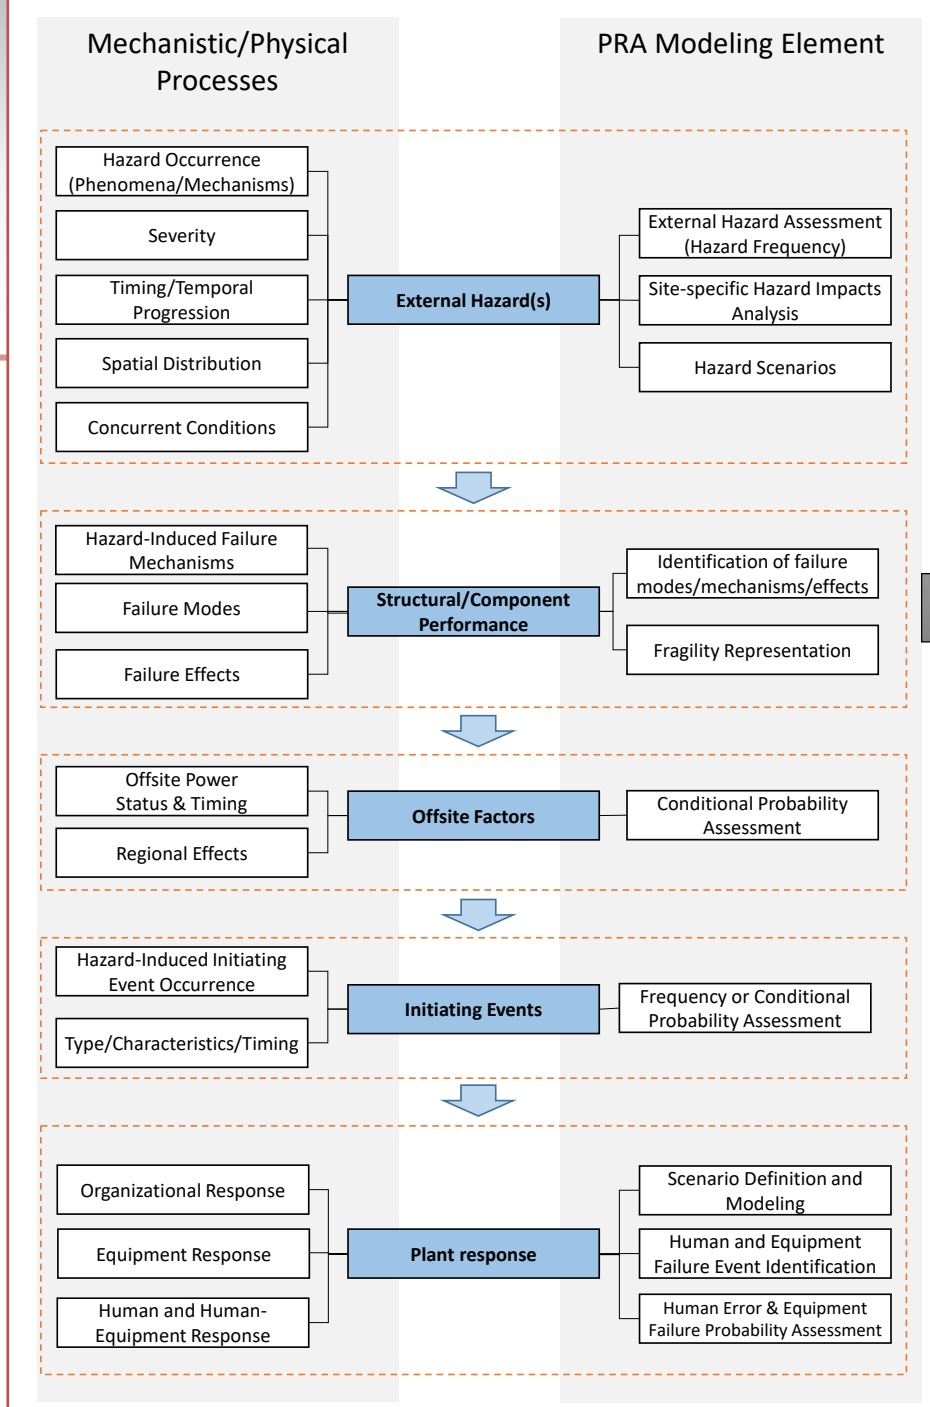 Mechanistic/Physical
Processes
PRA Modeling Element
Hazard Occurrence
(Phenomena/Mechanisms)
Severity
Timing/Temporal
Progression
Spatial Distribution
Concurrent Conditions
External Hazard(s)
External Hazard Assessment
(Hazard Frequency)
Site-specific Hazard Impacts
Analysis
Hazard Scenarios
Hazard-Induced Failure
Mechanisms
Failure Modes
Failure Effects
Structural/Component
Performance
Identification of failure
modes/mechanisms/effects
Fragility Representation
Offsite Power
Status & Timing
Regional Effects
Offsite Factors
Conditional Probability
Assessment
Hazard-Induced Initiating
Event Occurrence
Type/Characteristics/Timing
Initiating Events
Frequency or Conditional
Probability Assessment
Organizational Response
Equipment Response
Human and Human-
Equipment Response
Plant response
Scenario Definition and
Modeling
Human and Equipment
Failure Event Identification
Human Error & Equipment
Failure Probability Assessment